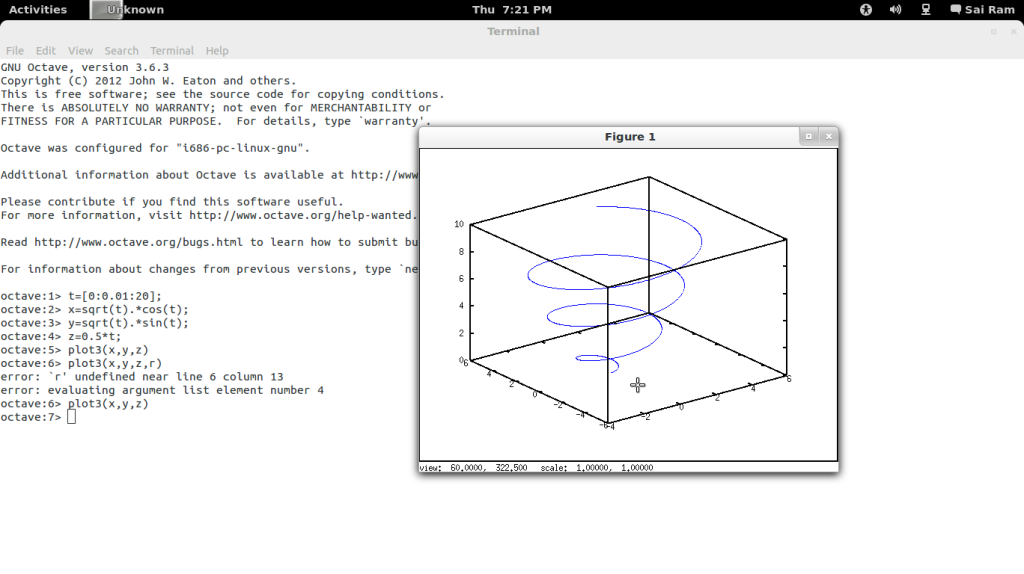 Activities Unknown Thu 7:21 PM Sai Ram
Terminal
File Edit View Search Terminal Help
GNU Octave, version 3.6.3
Copyright (C) 2012 John W. Eaton and others.
This is free software; see the source code for copying conditions.
There is ABSOLUTELY NO WARRANTY; not even for MERCHANTABILITY or
FITNESS FOR A PARTICULAR PURPOSE.  For details, type `warranty'.
Octave was configured for "i686-pc-linux-gnu".
Additional information about Octave is available at http://www
Please contribute if you find this software useful.
For more information, visit http://www.octave.org/help-wanted.
Read http://www.octave.org/bugs.html to learn how to submit bu
For information about changes from previous versions, type `ne
octave:1> t=[0:0.01:20];
octave:2> x=sqrt(t).*cos(t);
octave:3> y=sqrt(t).*sin(t);
octave:4> z=0.5*t;
octave:5> plot3(x,y,z)
octave:6> plot3(x,y,z,r)
error: `r' undefined near line 6 column 13
error: evaluating argument list element number 4
octave:6> plot3(x,y,z)
octave:7>
Figure 1
10
8
6
4
2
0
6
4
2
0
-2
-4
-6
-4
-2
0
2
4
6
view: 60.0000, 322.500 scale: 1.00000, 1.00000